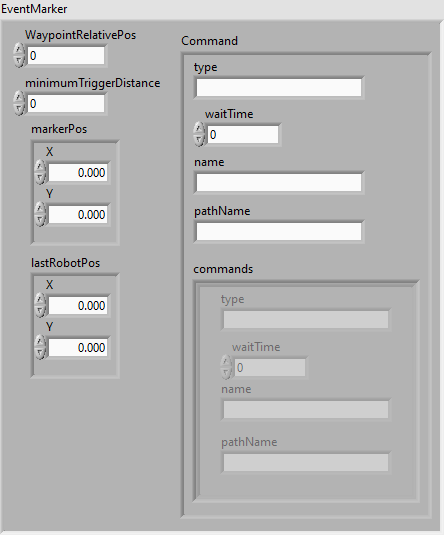 EventMarker
WaypointRelativePos
0
minimumTriggerDistance
0
markerPos
X
0.000
Y
0.000
lastRobotPos
X
0.000
Y
0.000
Command
type
waitTime
0
name
pathName
commands
type
waitTime
0
name
pathName